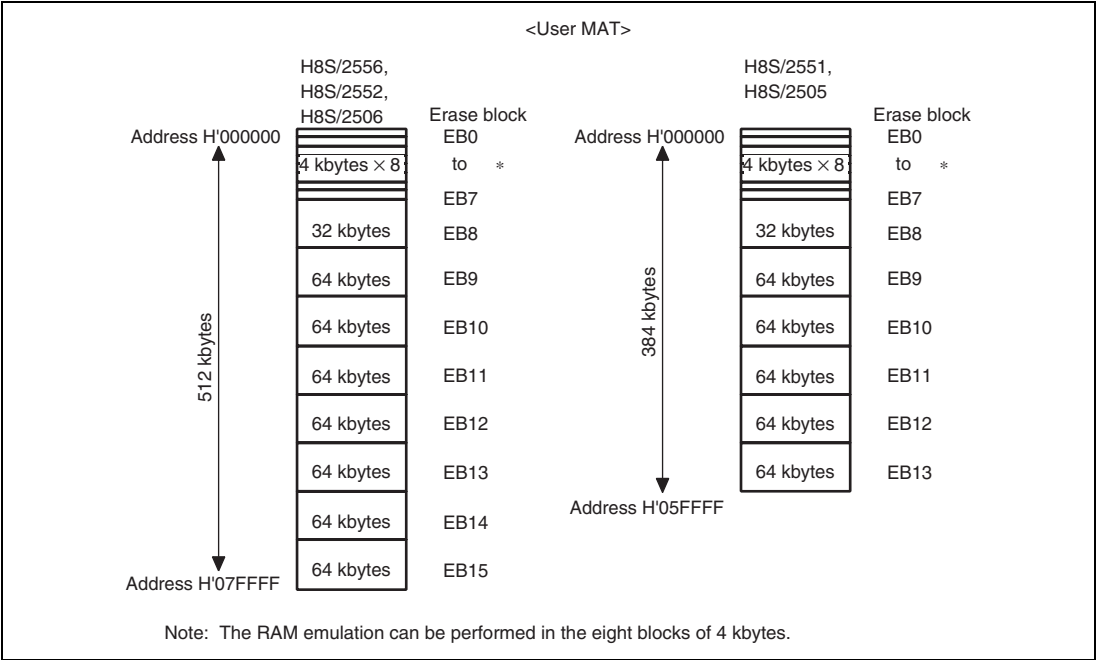 <User MAT>
H8S/2556,
H8S/2552,
H8S/2506
Erase block
Address H'000000
EB0
4 kbytes × 8
to *
EB7
32 kbytes
EB8
64 kbytes
EB9
64 kbytes
EB10
512 kbytes
64 kbytes
EB11
64 kbytes
EB12
64 kbytes
EB13
64 kbytes
EB14
64 kbytes
EB15
Address H'07FFFF
H8S/2551,
H8S/2505
Erase block
Address H'000000
EB0
4 kbytes × 8
to *
EB7
32 kbytes
EB8
64 kbytes
EB9
384 kbytes
64 kbytes
EB10
64 kbytes
EB11
64 kbytes
EB12
64 kbytes
EB13
Address H'05FFFF
Note: The RAM emulation can be performed in the eight blocks of 4 kbytes.